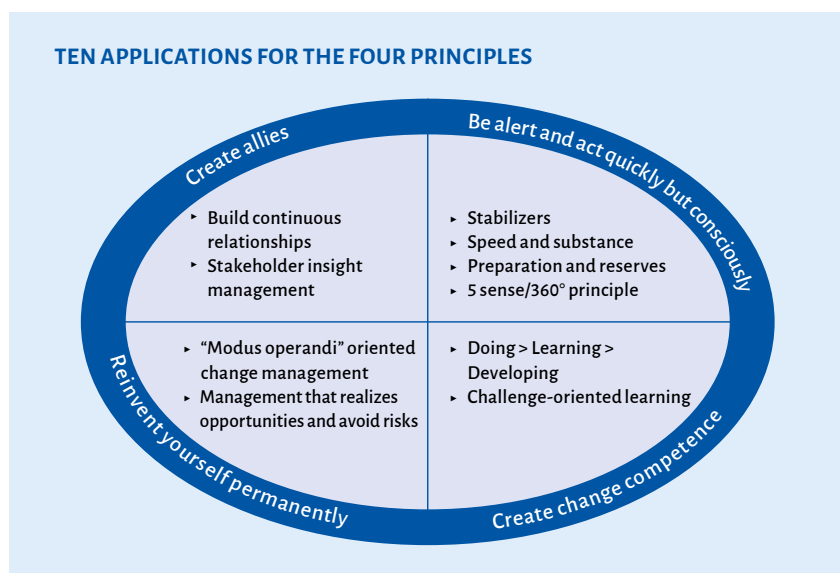 TEN APPLICATIONS FOR THE FOUR PRINCIPLES
Create allies
Be alert and act quickly but consciously
▸ Build continuous
relationships
▸ Stakeholder insight
management
▸ Stabilizers
▸ Speed and substance
▸ Preparation and reserves
▸ 5 sense/360° principle
▸ “Modus operandi” oriented
change management
▸ Management that realizes
opportunities and avoid risks
▸ Doing > Learning >
Developing
▸ Challenge-oriented learning
Reinvent yourself permanently
Create change competence